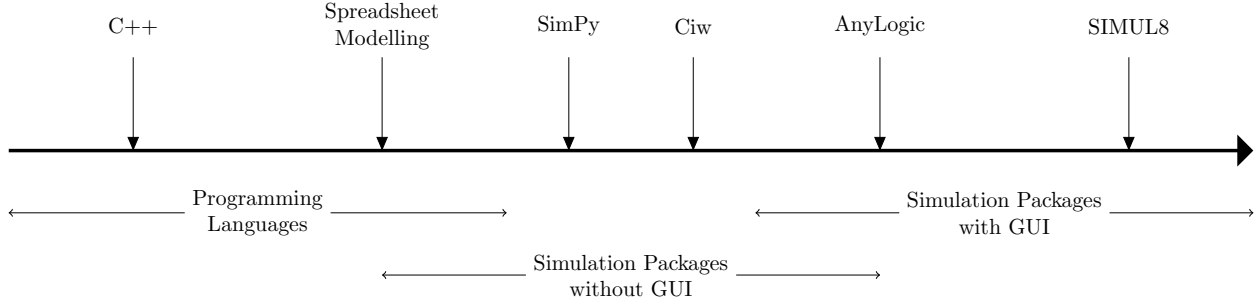 C++
Spreadsheet
Modelling
SimPy
Ciw
AnyLogic
SIMUL8
Programming
Languages
Simulation Packages
with GUI
Simulation Packages
without GUI